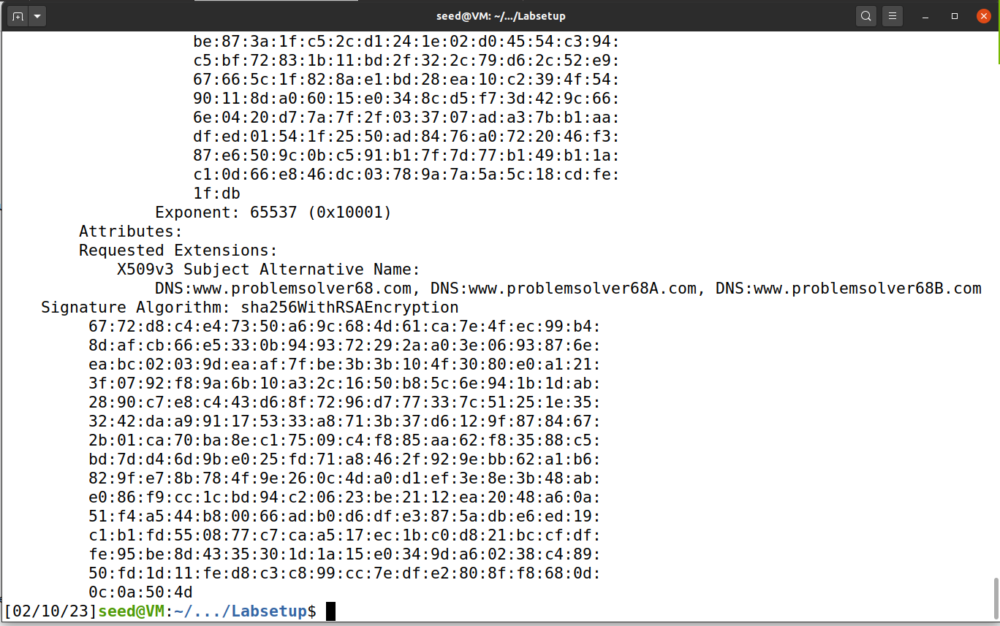 seed@VM: ~/.../Labsetup
be:87:3a:1f:c5:2c:d1:24:1e:02:d0:45:54:c3:94:
c5:bf:72:83:1b:11:bd:2f:32:2c:79:d6:2c:52:e9:
67:66:5c:1f:82:8a:e1:bd:28:ea:10:c2:39:4f:54:
90:11:8d:a0:60:15:e0:34:8c:d5:f7:3d:42:9c:66:
6e:04:20:d7:7a:7f:2f:03:37:07:ad:a3:7b:b1:aa:
df:ed:01:54:1f:25:50:ad:84:76:a0:72:20:46:f3:
87:e6:50:9c:0b:c5:91:b1:7f:7d:77:b1:49:b1:1a:
c1:0d:66:e8:46:dc:03:78:9a:7a:5a:5c:18:cd:fe:
1f:db
Exponent: 65537 (0x10001)
Attributes:
Requested Extensions:
X509v3 Subject Alternative Name:
DNS:www.problemsolver68.com, DNS:www.problemsolver68A.com, DNS:www.problemsolver68B.com
Signature Algorithm: sha256WithRSAEncryption
67:72:d8:c4:e4:73:50:a6:9c:68:4d:61:ca:7e:4f:ec:99:b4:
8d:af:cb:66:e5:33:0b:94:93:72:29:2a:a0:3e:06:93:87:6e:
ea:bc:02:03:9d:ea:af:7f:be:3b:3b:10:4f:30:80:e0:a1:21:
3f:07:92:f8:9a:6b:10:a3:2c:16:50:b8:5c:6e:94:1b:1d:ab:
28:90:c7:e8:c4:43:d6:8f:72:96:d7:77:33:7c:51:25:1e:35:
32:42:da:a9:91:17:53:33:a8:71:3b:37:d6:12:9f:87:84:67:
2b:01:ca:70:ba:8e:c1:75:09:c4:f8:85:aa:62:f8:35:88:c5:
bd:7d:d4:6d:9b:e0:25:fd:71:a8:46:2f:92:9e:bb:62:a1:b6:
82:9f:e7:8b:78:4f:9e:26:0c:4d:a0:d1:ef:3e:8e:3b:48:ab:
e0:86:f9:cc:1c:bd:94:c2:06:23:be:21:12:ea:20:48:a6:0a:
51:f4:a5:44:b8:00:66:ad:b0:d6:df:e3:87:5a:db:e6:ed:19:
c1:b1:fd:55:08:77:c7:ca:a5:17:ec:1b:c0:d8:21:bc:cf:df:
fe:95:be:8d:43:35:30:1d:1a:15:e0:34:9d:a6:02:38:c4:89:
50:fd:1d:11:fe:d8:c3:c8:99:cc:7e:df:e2:80:8f:f8:68:0d:
0c:0a:50:4d
[02/10/23]seed@VM:~/.../Labsetup$